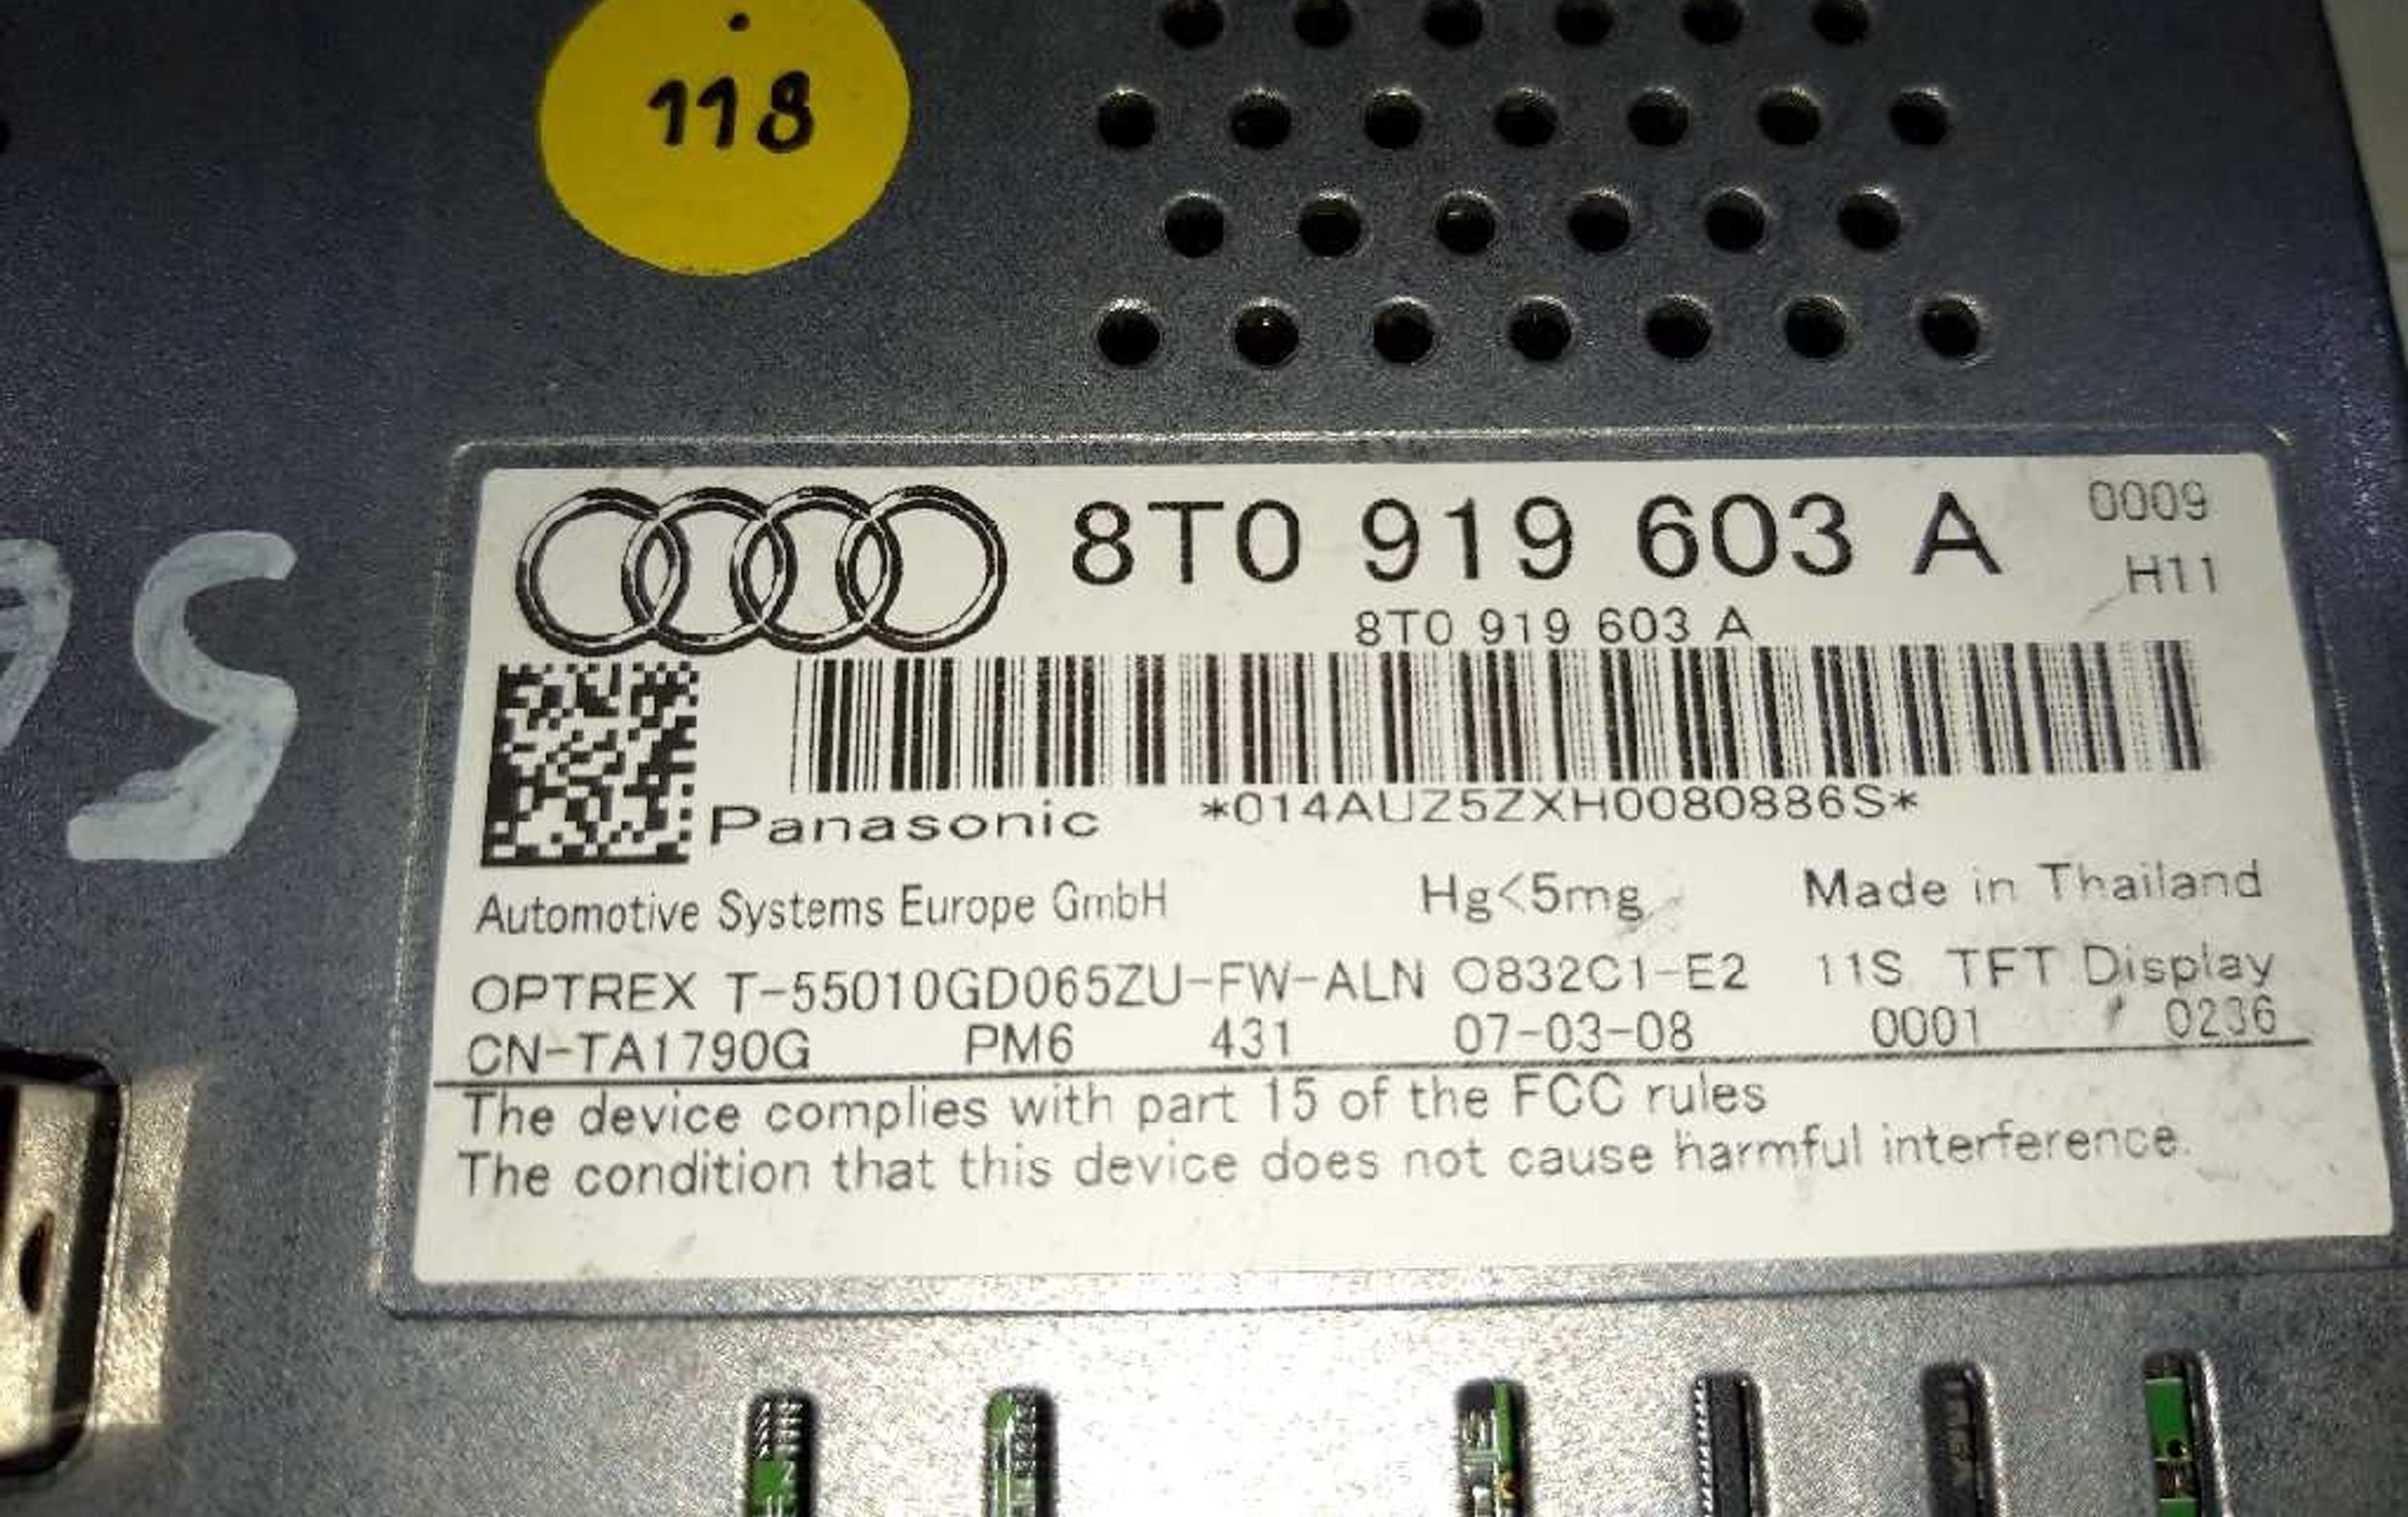 118
8T0 919 603 A
0009
H11
8T0 919 603 A
Panasonic
*014AUZ5ZXH0080886S*
Automotive Systems Europe GmbH Hg<5mg Made in Thailand
OPTREX T-55010GD065ZU-FW-ALN O832C1-E2 11S TFT Display
CN-TA1790G PM6 431 07-03-08 0001 0236
The device complies with part 15 of the FCC rules
The condition that this device does not cause harmful interference.